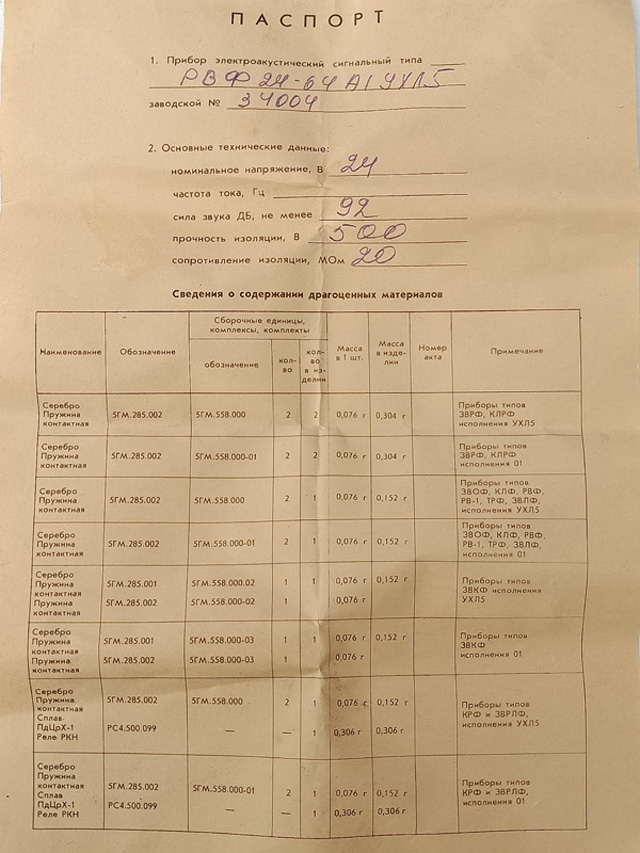 ПАСПОРТ
1. Прибор электроакустический сигнальный типа
РВФ 24-64 А1 УХЛ5
заводской № 34004
2. Основные технические данные:
номинальное напряжение, В 24
частота тока, Гц
сила звука ДБ, не менее 92
прочность изоляции, В 500
сопротивление изоляции, МОм 20
Сведения о содержании драгоценных материалов
Наименование Обозначение Сборочные единицы, комплексы, комплекты Масса в 1 шт. Масса в изделии Номер акта Примечание
обозначение кол-во кол-во в изделии
Серебро Приборы типов
Пружина 5ГМ.285.002 5ГМ.558.000 2 2 0,076 г 0,304 г ЗВРФ, КЛРФ
контактная исполнения УХЛ5
Серебро Приборы типов
Пружина 5ГМ.285.002 5ГМ.558.000-01 2 2 0,076 г 0,304 г ЗВРФ, КЛРФ
контактная исполнения 01
Серебро Приборы типов
Пружина 5ГМ.285.002 5ГМ.558.000 2 1 0,076 г 0,152 г ЗВОФ, КЛФ, РВФ,
контактная РВ-1, ТРФ, ЗВЛФ,
исполнения УХЛ5
Серебро Приборы типов
Пружина 5ГМ.285.002 5ГМ.558.000-01 2 1 0,076 г 0,152 г ЗВОФ, КЛФ, РВФ,
контактная РВ-1, ТРФ, ЗВЛФ,
исполнения 01
Серебро
Пружина 5ГМ.285.001 5ГМ.558.000.02 1 1 0,076 г 0,152 г Приборы типов
контактная ЗВКФ исполнения
Пружина 5ГМ.285.002 5ГМ.558.000-02 1 0,076 г УХЛ5
контактная
Серебро
Пружина 5ГМ.285.001 5ГМ.558.000-03 1 1 0,076 г 0,152 г Приборы типов
контактная ЗВКФ
Пружина 5ГМ.285.002 5ГМ.558.000-03 1 0,076 г исполнения 01
контактная
Серебро
Пружина 5ГМ.285.002 5ГМ.558.000 2 1 0,076 г 0,152 г Приборы типов
контактная КРФ и ЗВРЛФ,
Сплав исполнения УХЛ5
ПдЦрХ-1 РС4.500.099 — — 1 0,306 г 0,306 г
Реле РКН
Серебро
Пружина
контактная 5ГМ.285.002 5ГМ.558.000-01 2 1 0,076 г 0,152 г Приборы типов
Сплав КРФ и ЗВРЛФ,
ПдЦрХ-1 РС4.500.099 — — 1 0,306 г 0,306 г исполнения 01
Реле РКН